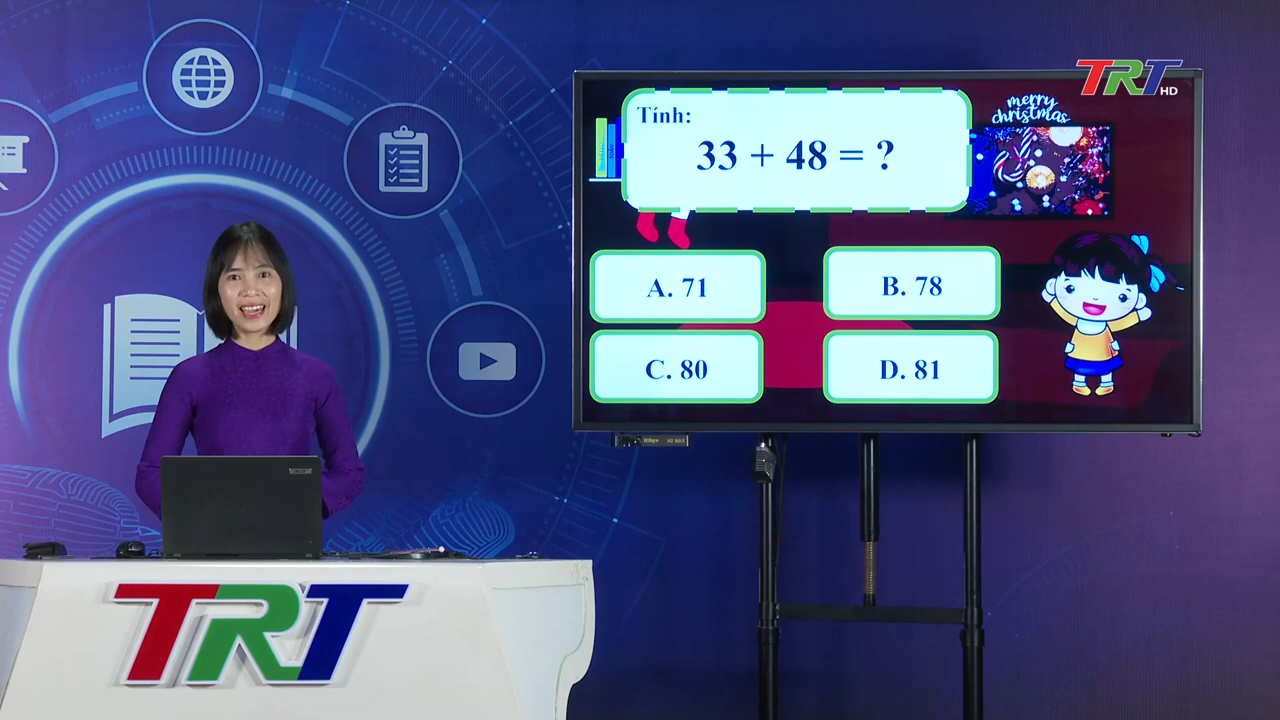 TRT HD
Tính:
33 + 48 = ?
merry
christmas
A. 71
B. 78
C. 80
D. 81
TRT